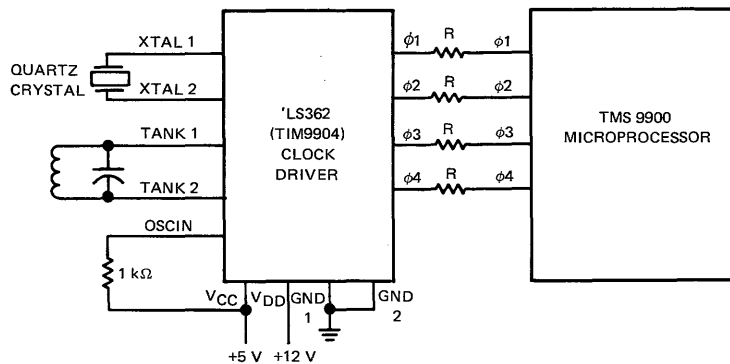 XTAL 1
QUARTZ
CRYSTAL
XTAL 2
TANK 1
TANK 2
OSCIN
1 kΩ
'LS362
(TIM9904)
CLOCK
DRIVER
VCC
VDD
GND
1
GND
2
+5 V
+12 V
ϕ1
R
ϕ1
ϕ2
R
ϕ2
ϕ3
R
ϕ3
ϕ4
R
ϕ4
TMS 9900
MICROPROCESSOR